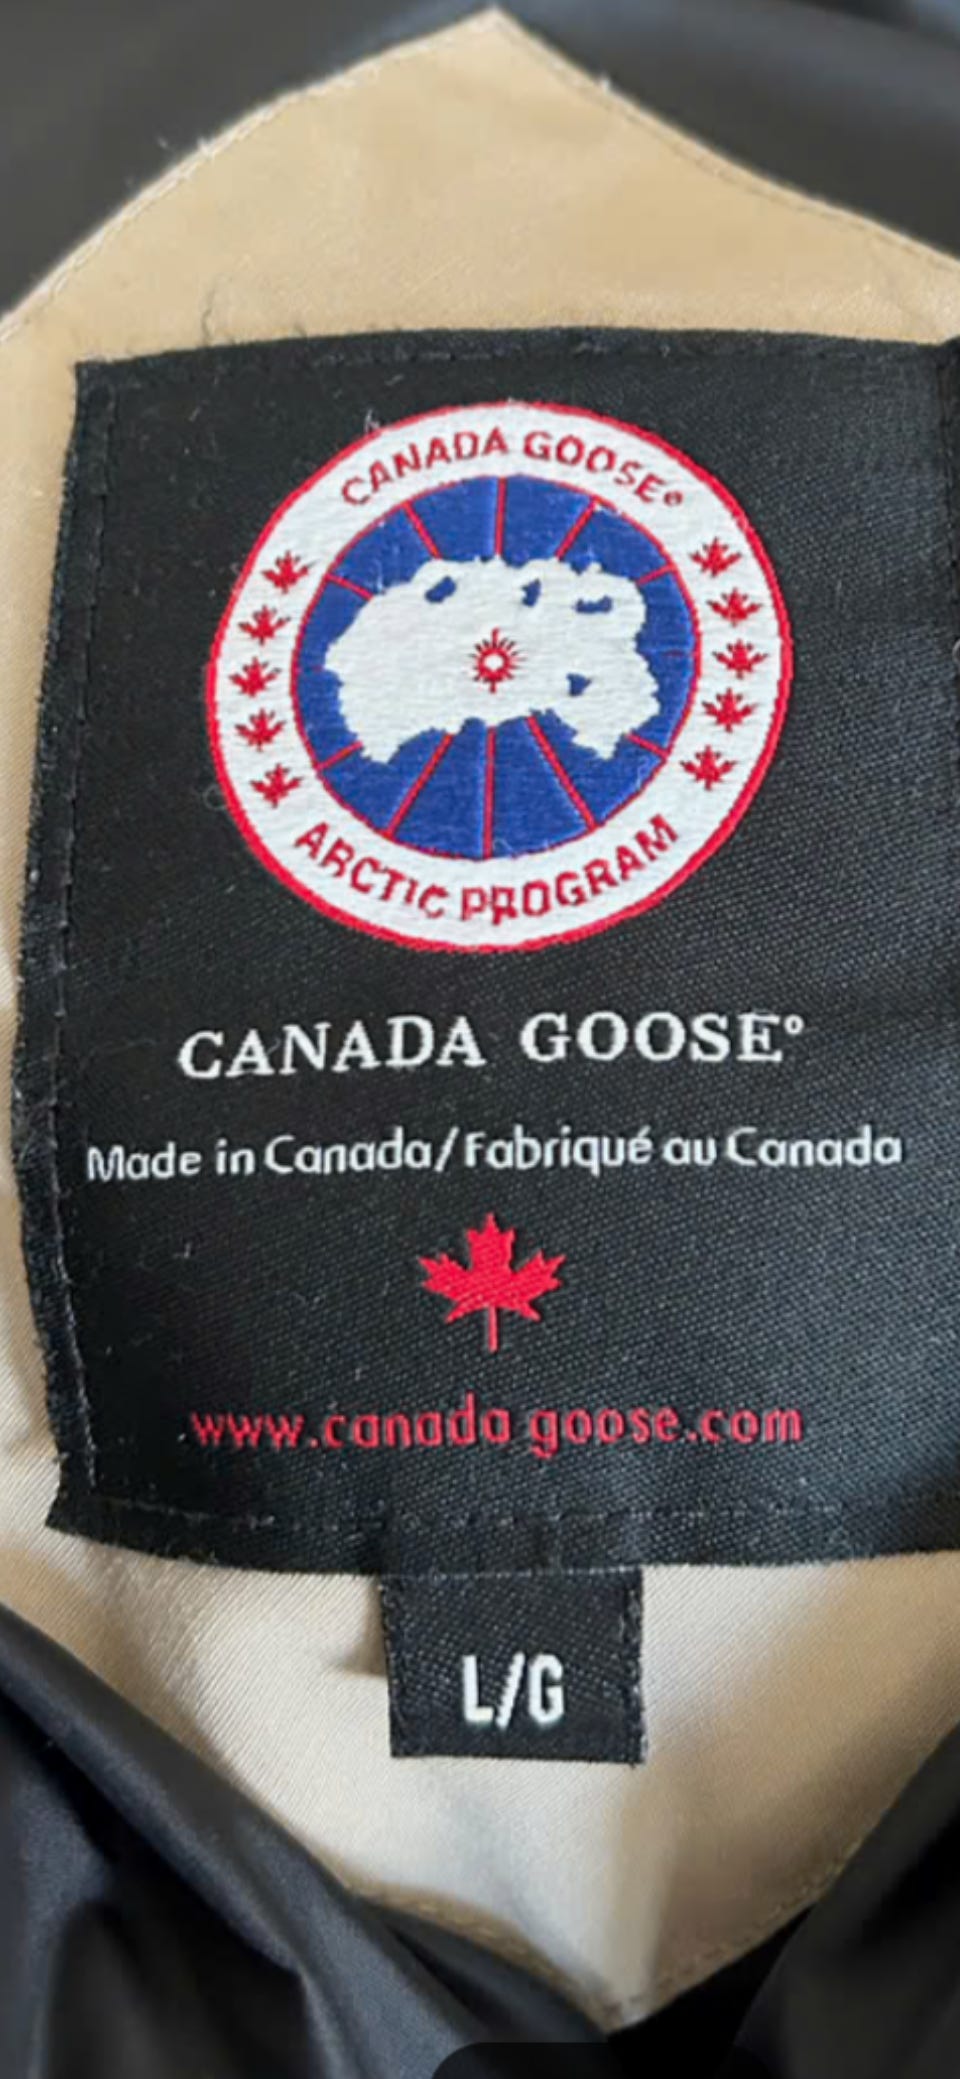 CANADA GOOSE®
ARCTIC PROGRAM
CANADA GOOSE®
Made in Canada/Fabriqué au Canada
www.canada goose.com
L/G